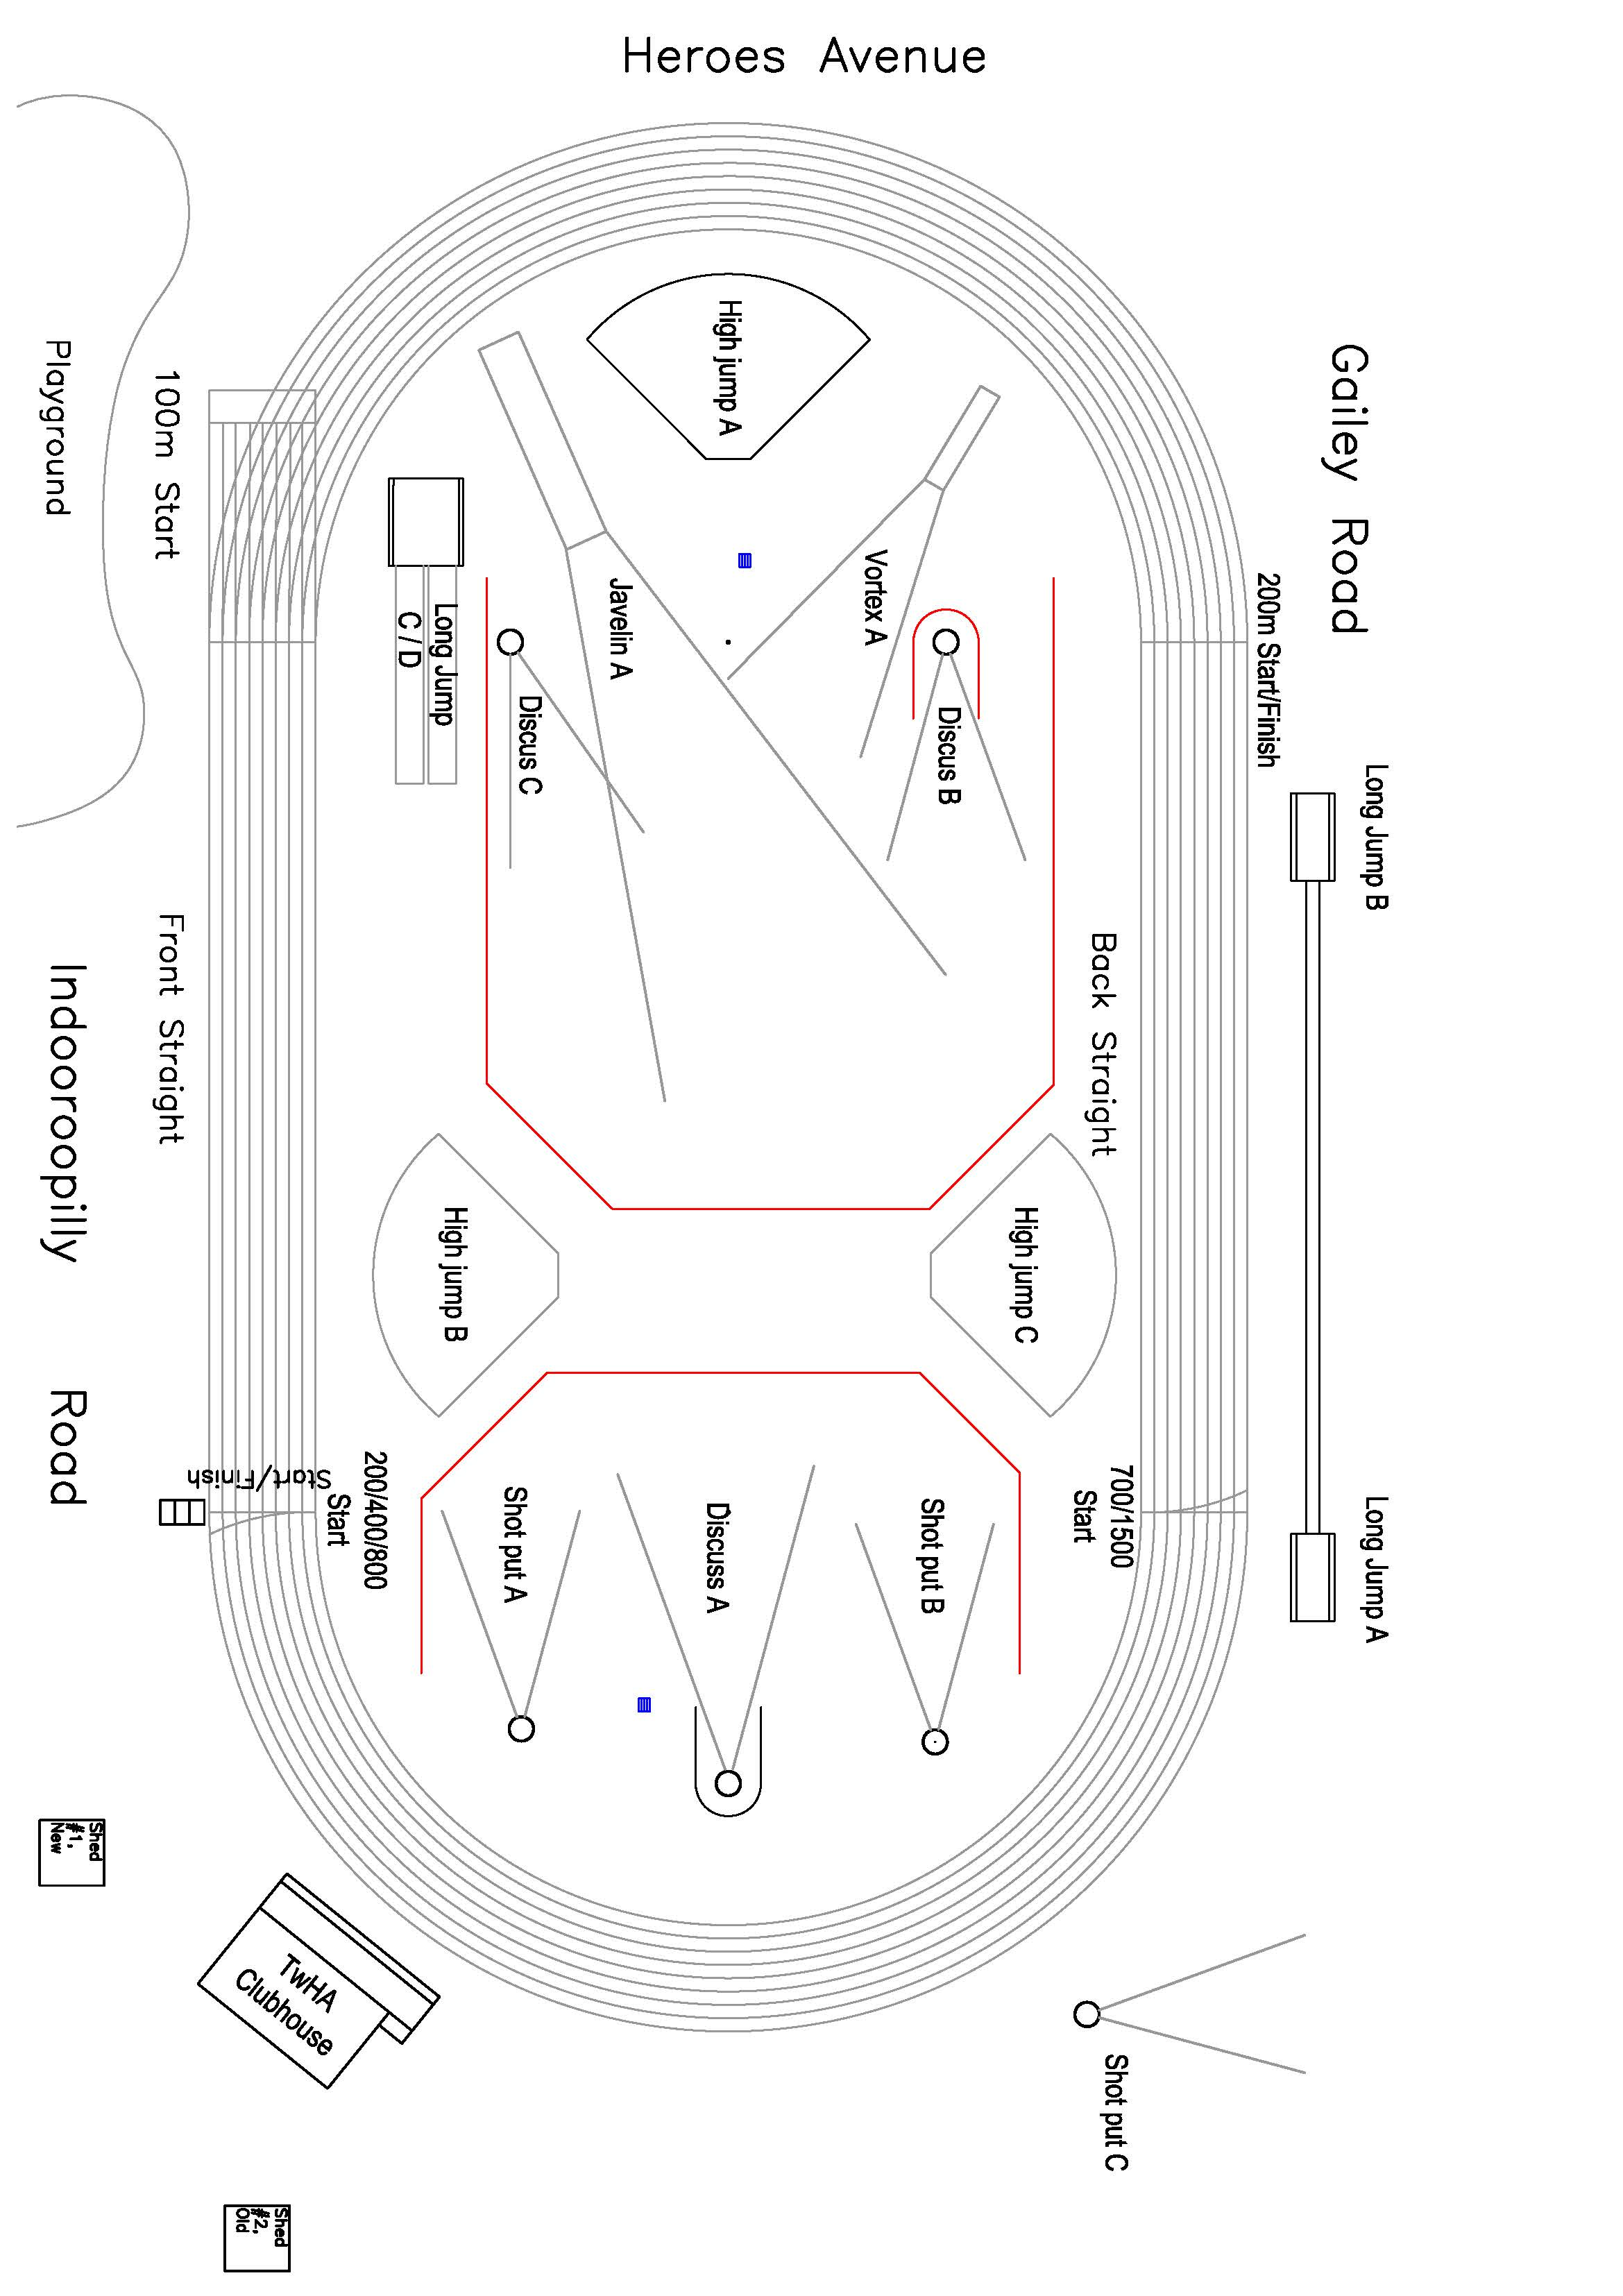 Heroes Avenue
Gailey Road
Playground
100m Start
High jump A
Vortex A
Javelin A
Long Jump
C / D
Discus C
Discus B
200m Start/Finish
Long Jump B
Front Straight
Back Straight
Indooroopilly Road
High jump B
High jump C
Start/Finish
200/400/800
Start
Shot put A
Discuss A
Shot put B
700/1500
Start
Long Jump A
Shed
#1,
New
TwHA
Clubhouse
Shot put C
Shed
#2,
Old